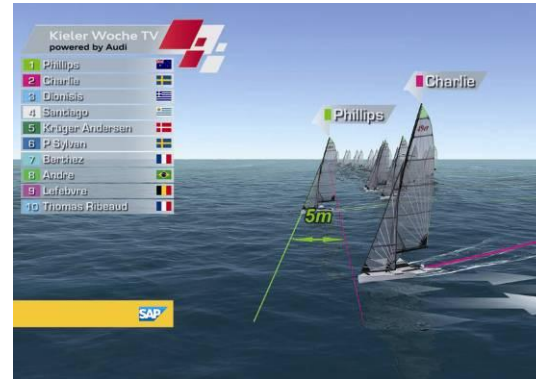 Kieler Woche TV
powered by Audi
1 Phillips
2 Charlie
3 Dionisis
4 Santiago
5 Krüger Andersen
6 P Sylvan
7 Berthez
8 Andre
9 Lefebvre
10 Thomas Ribeaud
Charlie
Phillips
5m
SAP